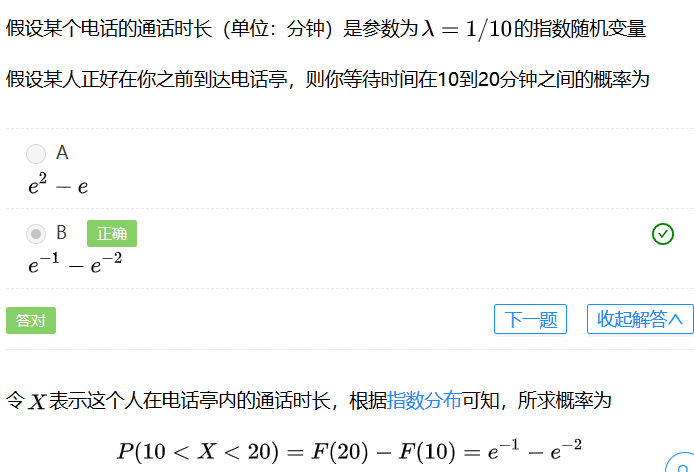 假设某个电话的通话时长（单位：分钟）是参数为λ = 1/10的指数随机变量
假设某人正好在你之前到达电话亭，则你等待时间在10到20分钟之间的概率为
A
e² − e
B 正确
e⁻¹ − e⁻²
答对 下一题 收起解答
令 X 表示这个人在电话亭内的通话时长，根据指数分布可知，所求概率为
P(10 < X < 20) = F(20) − F(10) = e⁻¹ − e⁻²